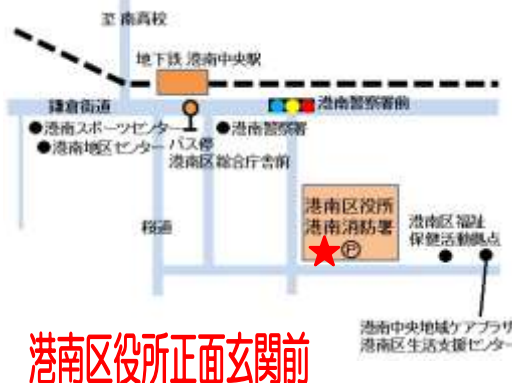 至 南高校
地下鉄 港南中央駅
鎌倉街道
港南警察署前
●港南スポーツセンター
●港南地区センター
バス停
港南区総合庁舎前
●港南警察署
桜道
港南区役所
港南消防署
P
港南区福祉
保健活動拠点
港南中央地域ケアプラザ
港南区生活支援センター
港南区役所正面玄関前